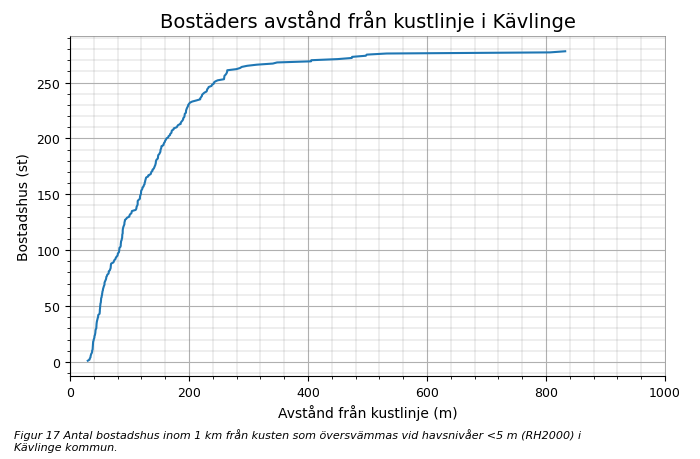 Bostäders avstånd från kustlinje i Kävlinge
Bostadshus (st)
250
200
150
100
50
0
0 200 400 600 800 1000
Avstånd från kustlinje (m)
Figur 17 Antal bostadshus inom 1 km från kusten som översvämmas vid havsnivåer <5 m (RH2000) i
Kävlinge kommun.